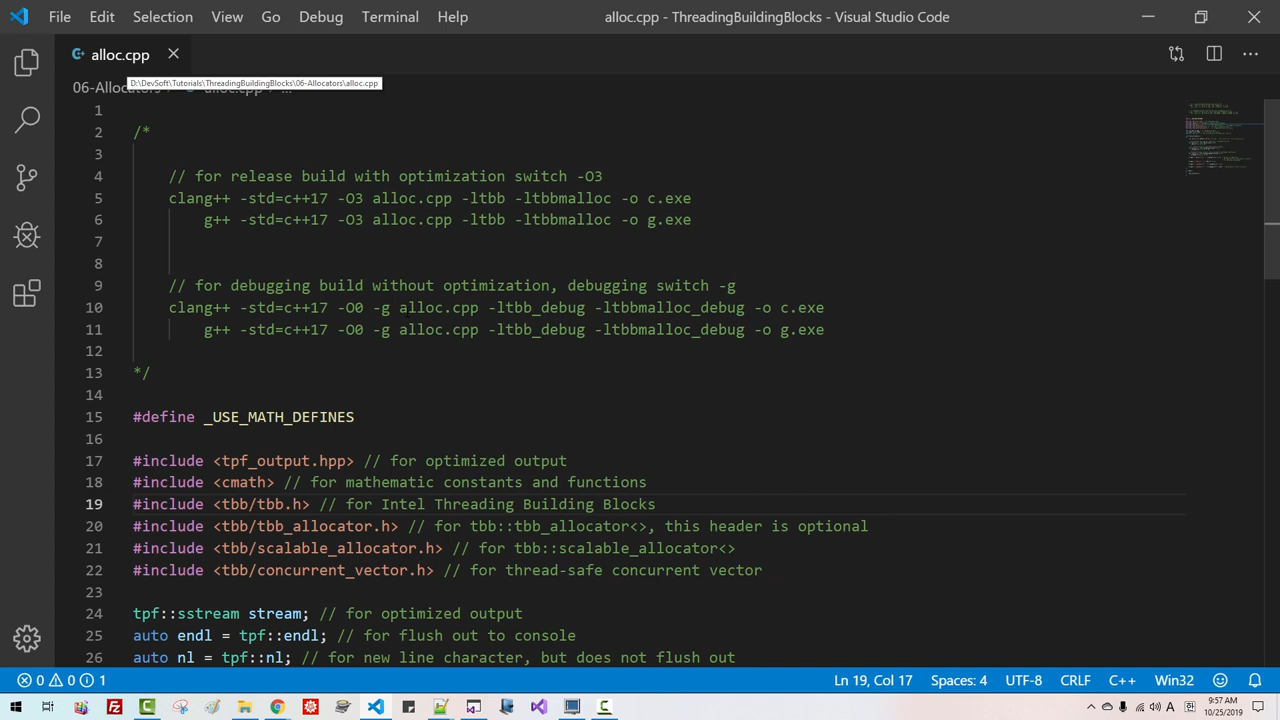 File Edit Selection View Go Debug Terminal Help alloc.cpp - ThreadingBuildingBlocks - Visual Studio Code
alloc.cpp
D:\DevSoft\Tutorials\ThreadingBuildingBlocks\06-Allocators\alloc.cpp
06-Allocators alloc.cpp ...
1
2 /*
3
4 // for release build with optimization switch -O3
5 clang++ -std=c++17 -O3 alloc.cpp -ltbb -ltbbmalloc -o c.exe
6 g++ -std=c++17 -O3 alloc.cpp -ltbb -ltbbmalloc -o g.exe
7
8
9 // for debugging build without optimization, debugging switch -g
10 clang++ -std=c++17 -O0 -g alloc.cpp -ltbb_debug -ltbbmalloc_debug -o c.exe
11 g++ -std=c++17 -O0 -g alloc.cpp -ltbb_debug -ltbbmalloc_debug -o g.exe
12
13 */
14
15 #define _USE_MATH_DEFINES
16
17 #include <tpf_output.hpp> // for optimized output
18 #include <cmath> // for mathematic constants and functions
19 #include <tbb/tbb.h> // for Intel Threading Building Blocks
20 #include <tbb/tbb_allocator.h> // for tbb::tbb_allocator<>, this header is optional
21 #include <tbb/scalable_allocator.h> // for tbb::scalable_allocator<>
22 #include <tbb/concurrent_vector.h> // for thread-safe concurrent vector
23
24 tpf::sstream stream; // for optimized output
25 auto endl = tpf::endl; // for flush out to console
26 auto nl = tpf::nl; // for new line character, but does not flush out
0 0 1 Ln 19, Col 17 Spaces: 4 UTF-8 CRLF C++ Win32
A 9:57 AM
10/25/2019